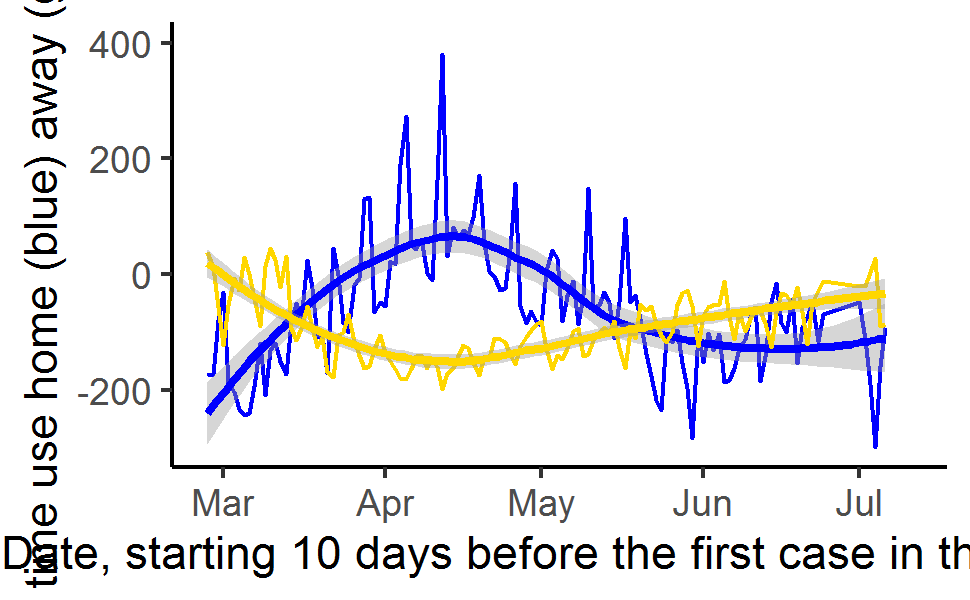 time use home (blue) away (g
400
200
0
-200
Mar Apr May Jun Jul
Date, starting 10 days before the first case in th